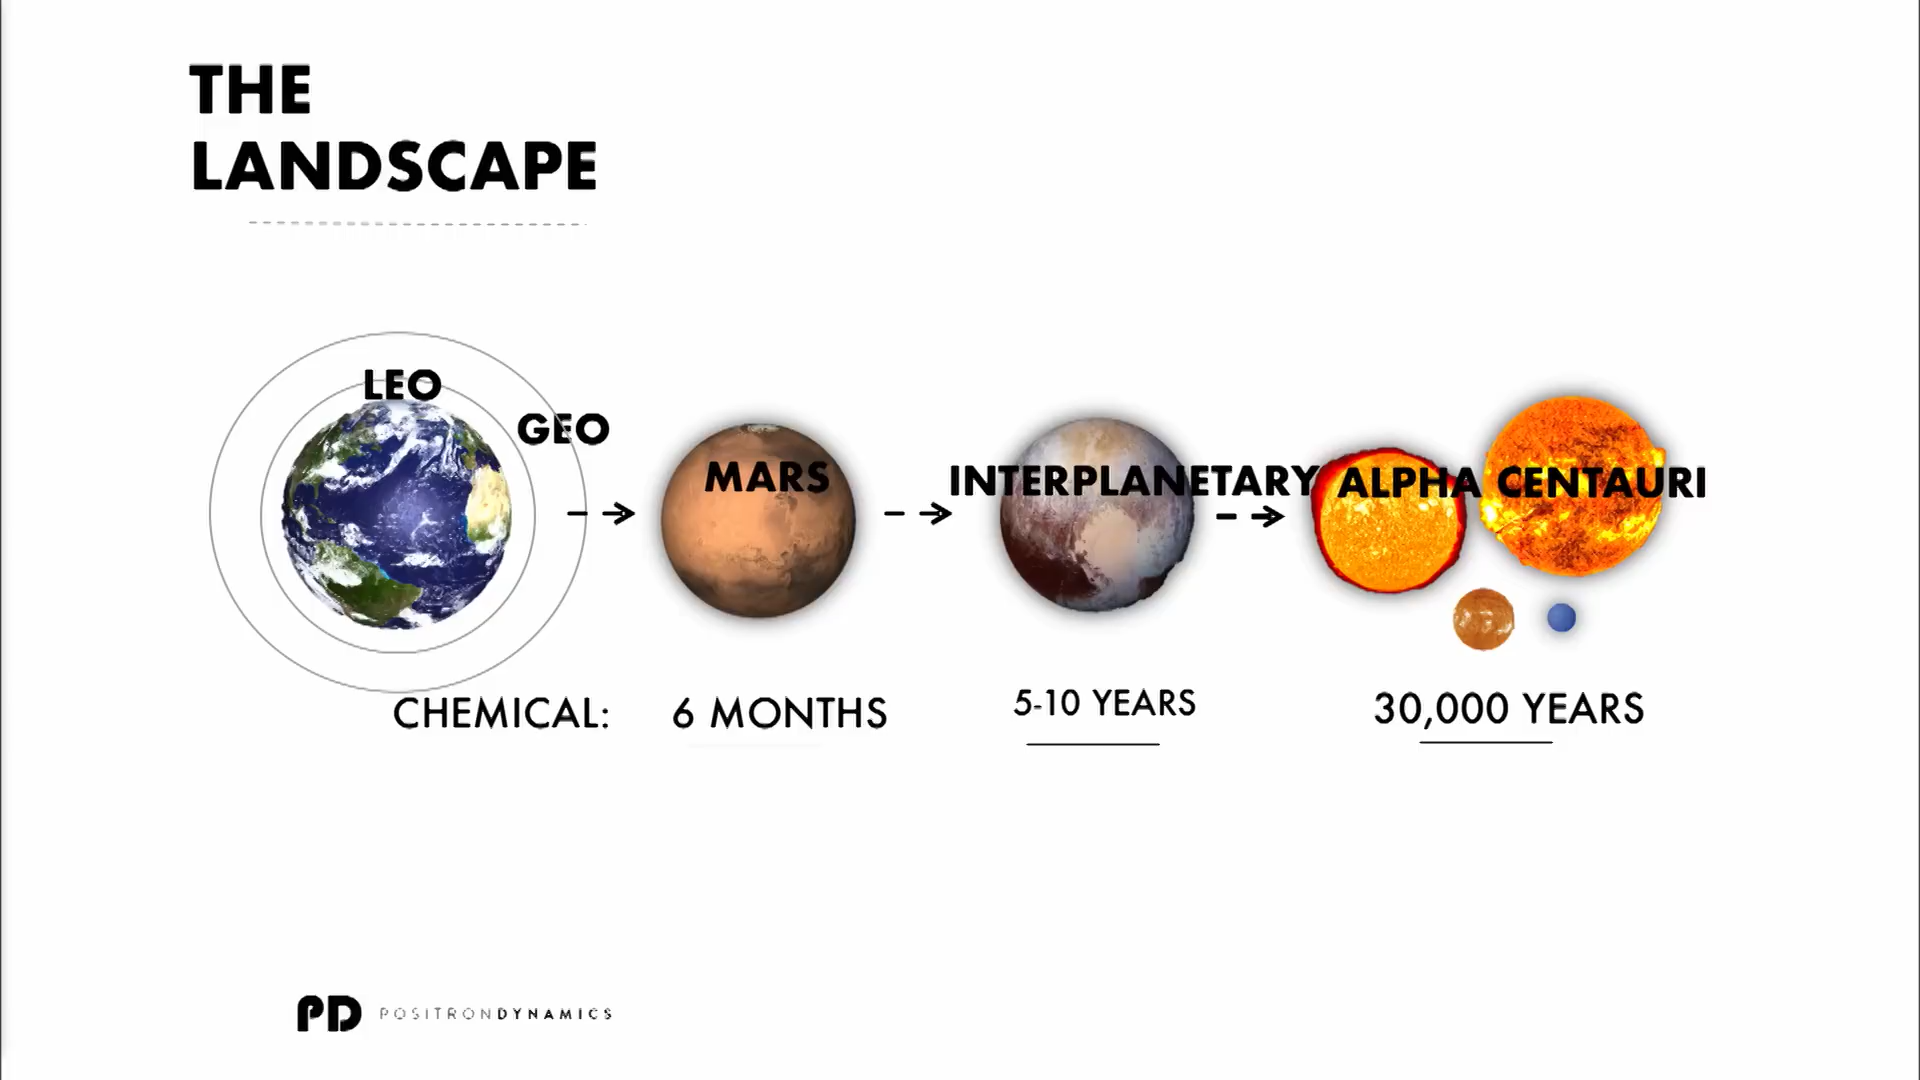 THE
LANDSCAPE
LEO
GEO
MARS
INTERPLANETARY
ALPHA CENTAURI
CHEMICAL:
6 MONTHS
5-10 YEARS
30,000 YEARS
PD POSITRONDYNAMICS